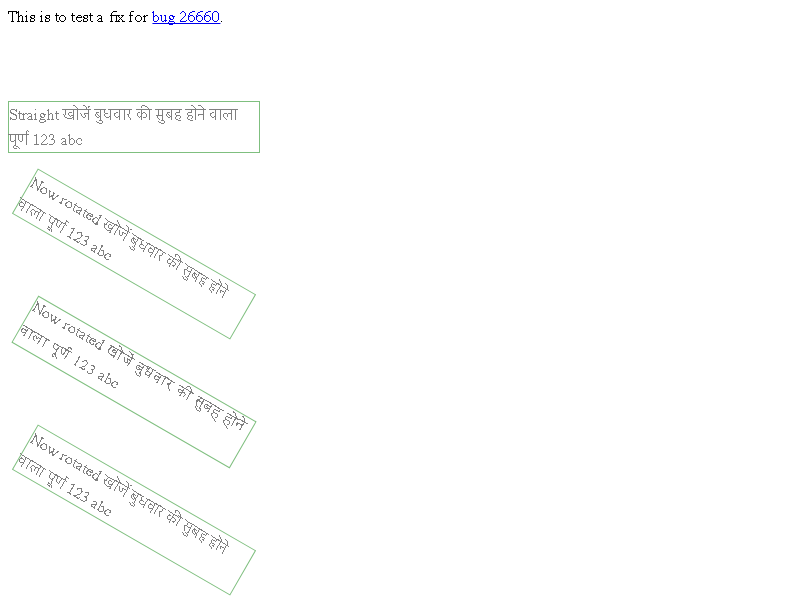 This is to test a fix for bug 26660.
Straight खोजें बुधवार की सुबह होने वाला
पूर्ण 123 abc
Now rotated खोजें बुधवार की सुबह होने
वाला पूर्ण 123 abc
Now rotated खोजें बुधवार की सुबह होने
वाला पूर्ण 123 abc
Now rotated खोजें बुधवार की सुबह होने
वाला पूर्ण 123 abc